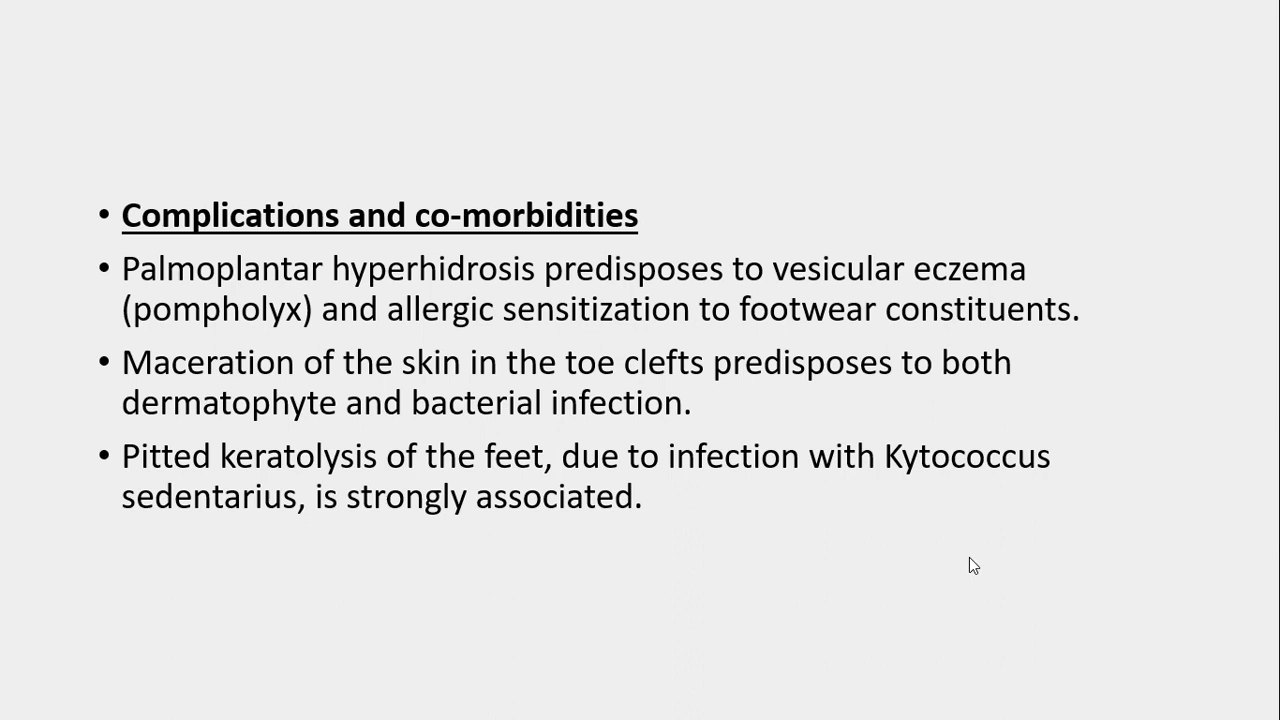 • Complications and co-morbidities
• Palmoplantar hyperhidrosis predisposes to vesicular eczema
(pompholyx) and allergic sensitization to footwear constituents.
• Maceration of the skin in the toe clefts predisposes to both
dermatophyte and bacterial infection.
• Pitted keratolysis of the feet, due to infection with Kytococcus
sedentarius, is strongly associated.